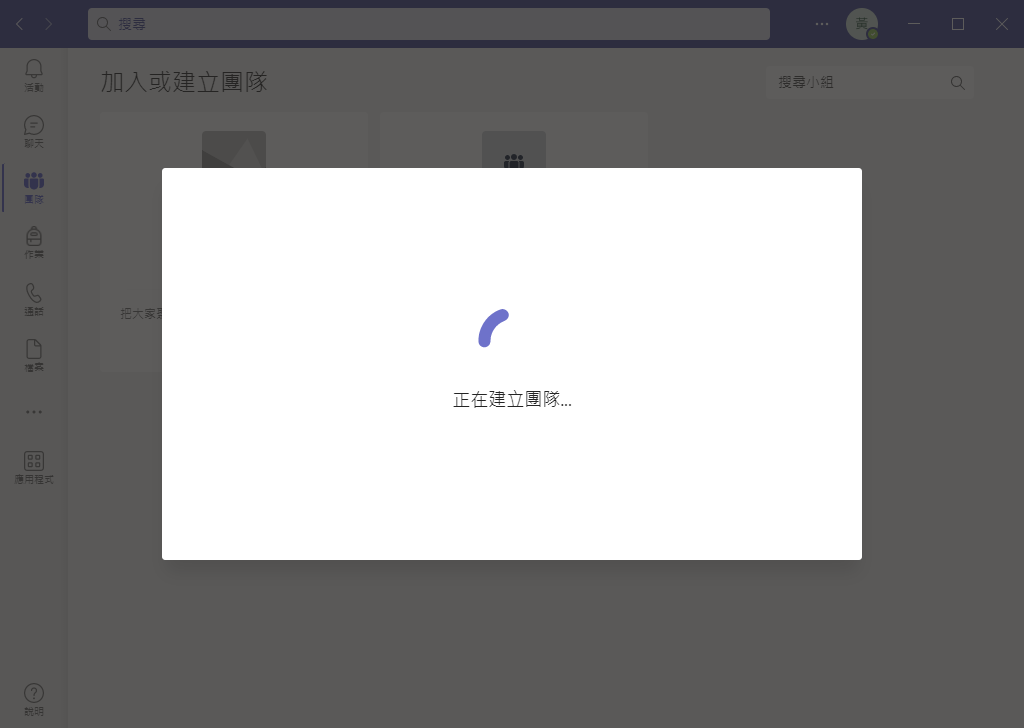 搜尋
黃
活動
聊天
團隊
作業
通話
檔案
應用程式
說明
加入或建立團隊
搜尋小組
把大家
正在建立團隊...